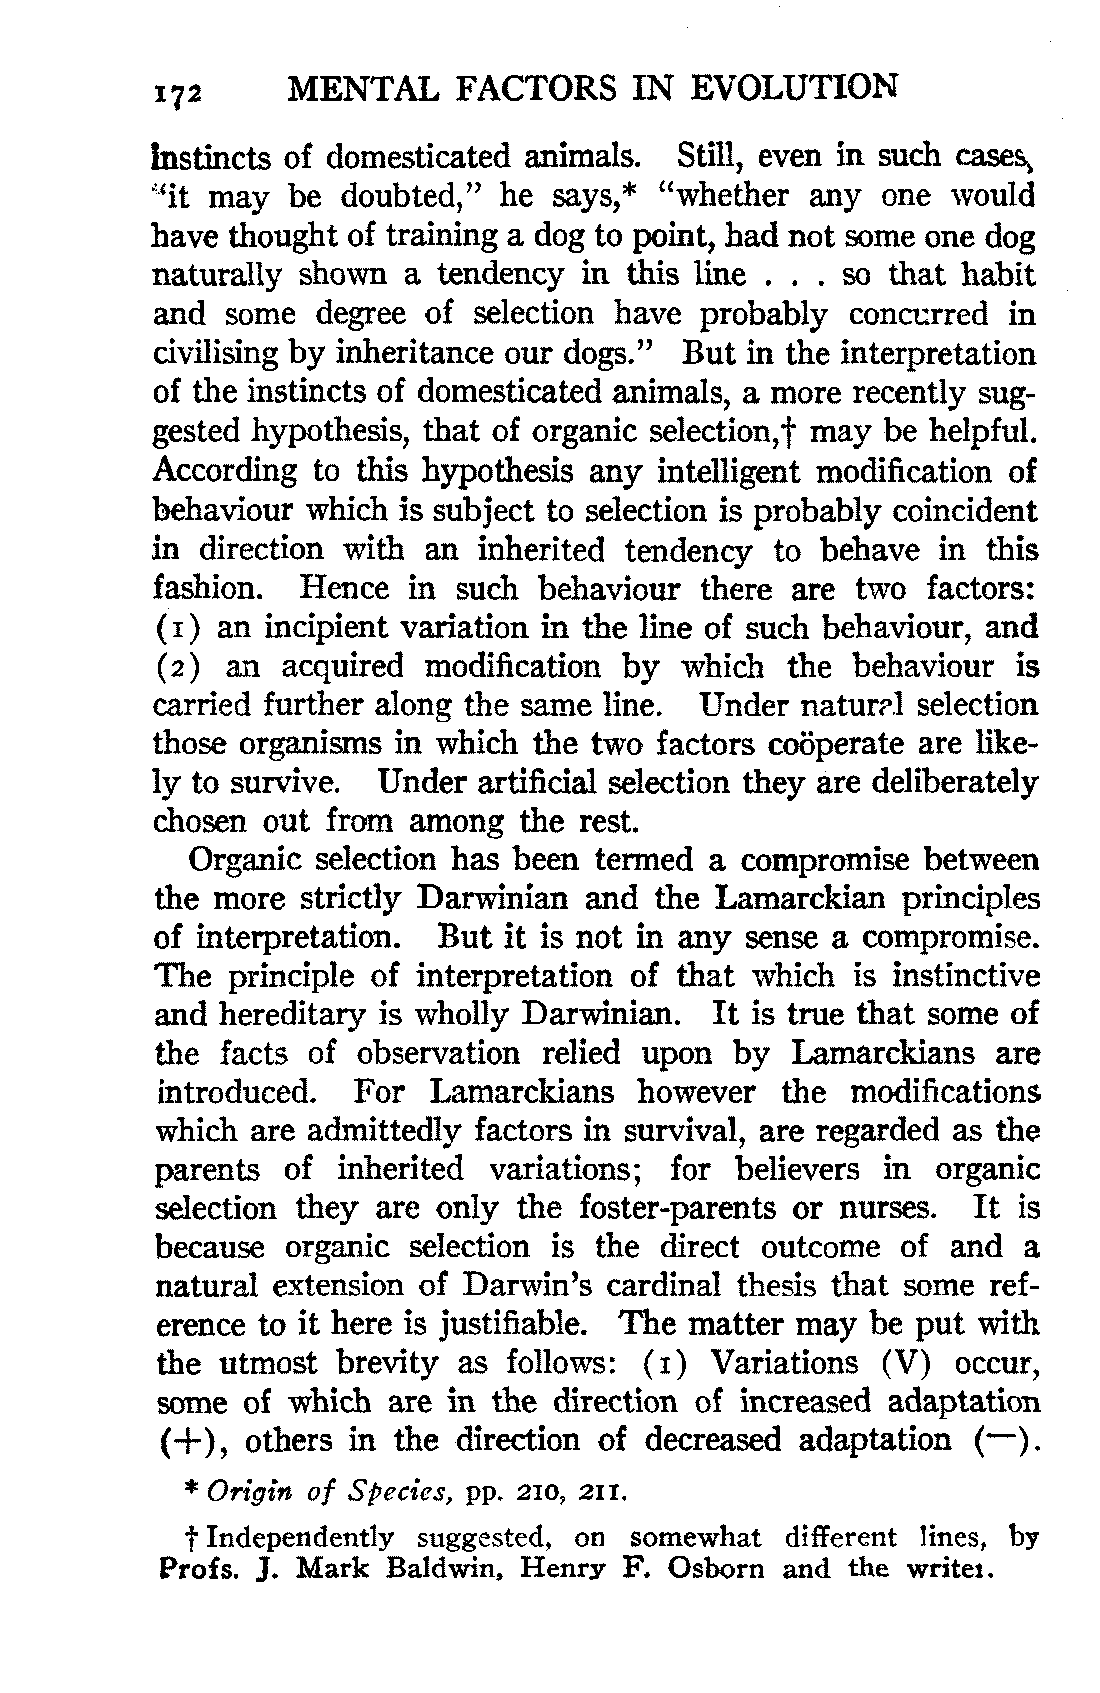 172 MENTAL FACTORS IN EVOLUTION
instincts of domesticated animals. Still, even in such cases,
"it may be doubted," he says,* "whether any one would
have thought of training a dog to point, had not some one dog
naturally shown a tendency in this line . . . so that habit
and some degree of selection have probably concurred in
civilising by inheritance our dogs." But in the interpretation
of the instincts of domesticated animals, a more recently sug-
gested hypothesis, that of organic selection,† may be helpful.
According to this hypothesis any intelligent modification of
behaviour which is subject to selection is probably coincident
in direction with an inherited tendency to behave in this
fashion. Hence in such behaviour there are two factors:
(1) an incipient variation in the line of such behaviour, and
(2) an acquired modification by which the behaviour is
carried further along the same line. Under natural selection
those organisms in which the two factors coöperate are like-
ly to survive. Under artificial selection they are deliberately
chosen out from among the rest.
Organic selection has been termed a compromise between
the more strictly Darwinian and the Lamarckian principles
of interpretation. But it is not in any sense a compromise.
The principle of interpretation of that which is instinctive
and hereditary is wholly Darwinian. It is true that some of
the facts of observation relied upon by Lamarckians are
introduced. For Lamarckians however the modifications
which are admittedly factors in survival, are regarded as the
parents of inherited variations; for believers in organic
selection they are only the foster-parents or nurses. It is
because organic selection is the direct outcome of and a
natural extension of Darwin's cardinal thesis that some ref-
erence to it here is justifiable. The matter may be put with
the utmost brevity as follows: (1) Variations (V) occur,
some of which are in the direction of increased adaptation
(+), others in the direction of decreased adaptation (—).
* Origin of Species, pp. 210, 211.
† Independently suggested, on somewhat different lines, by
Profs. J. Mark Baldwin, Henry F. Osborn and the writer.